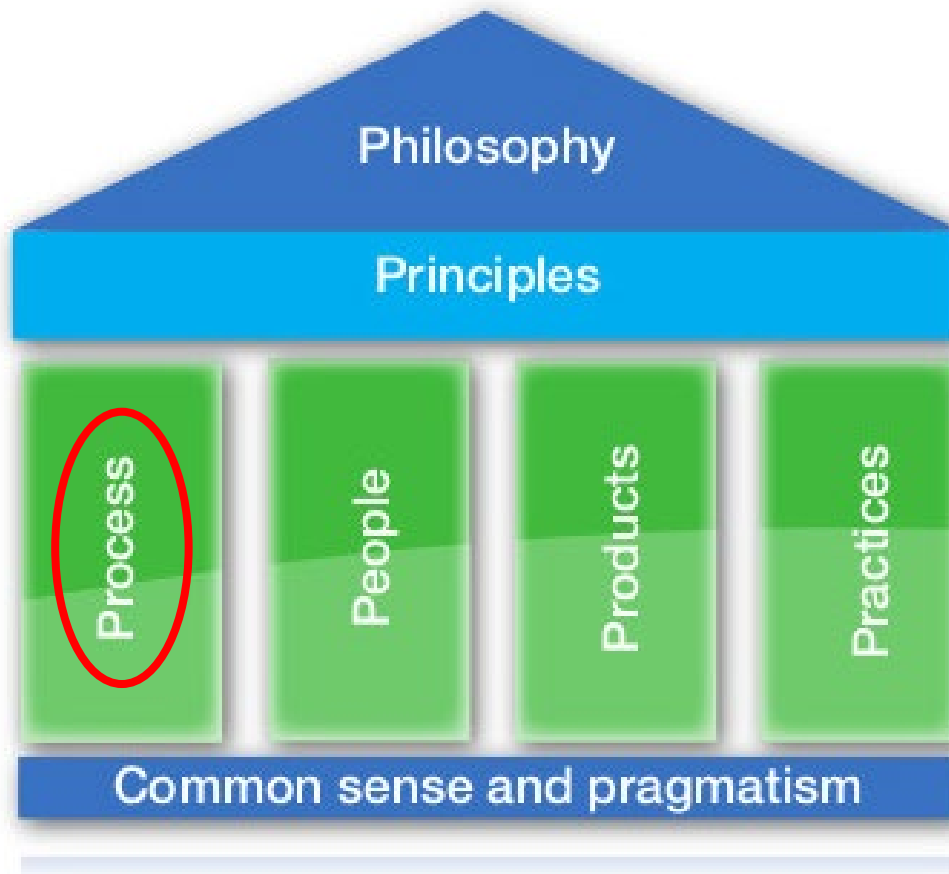 Philosophy
Principles
Process
People
Products
Practices
Common sense and pragmatism